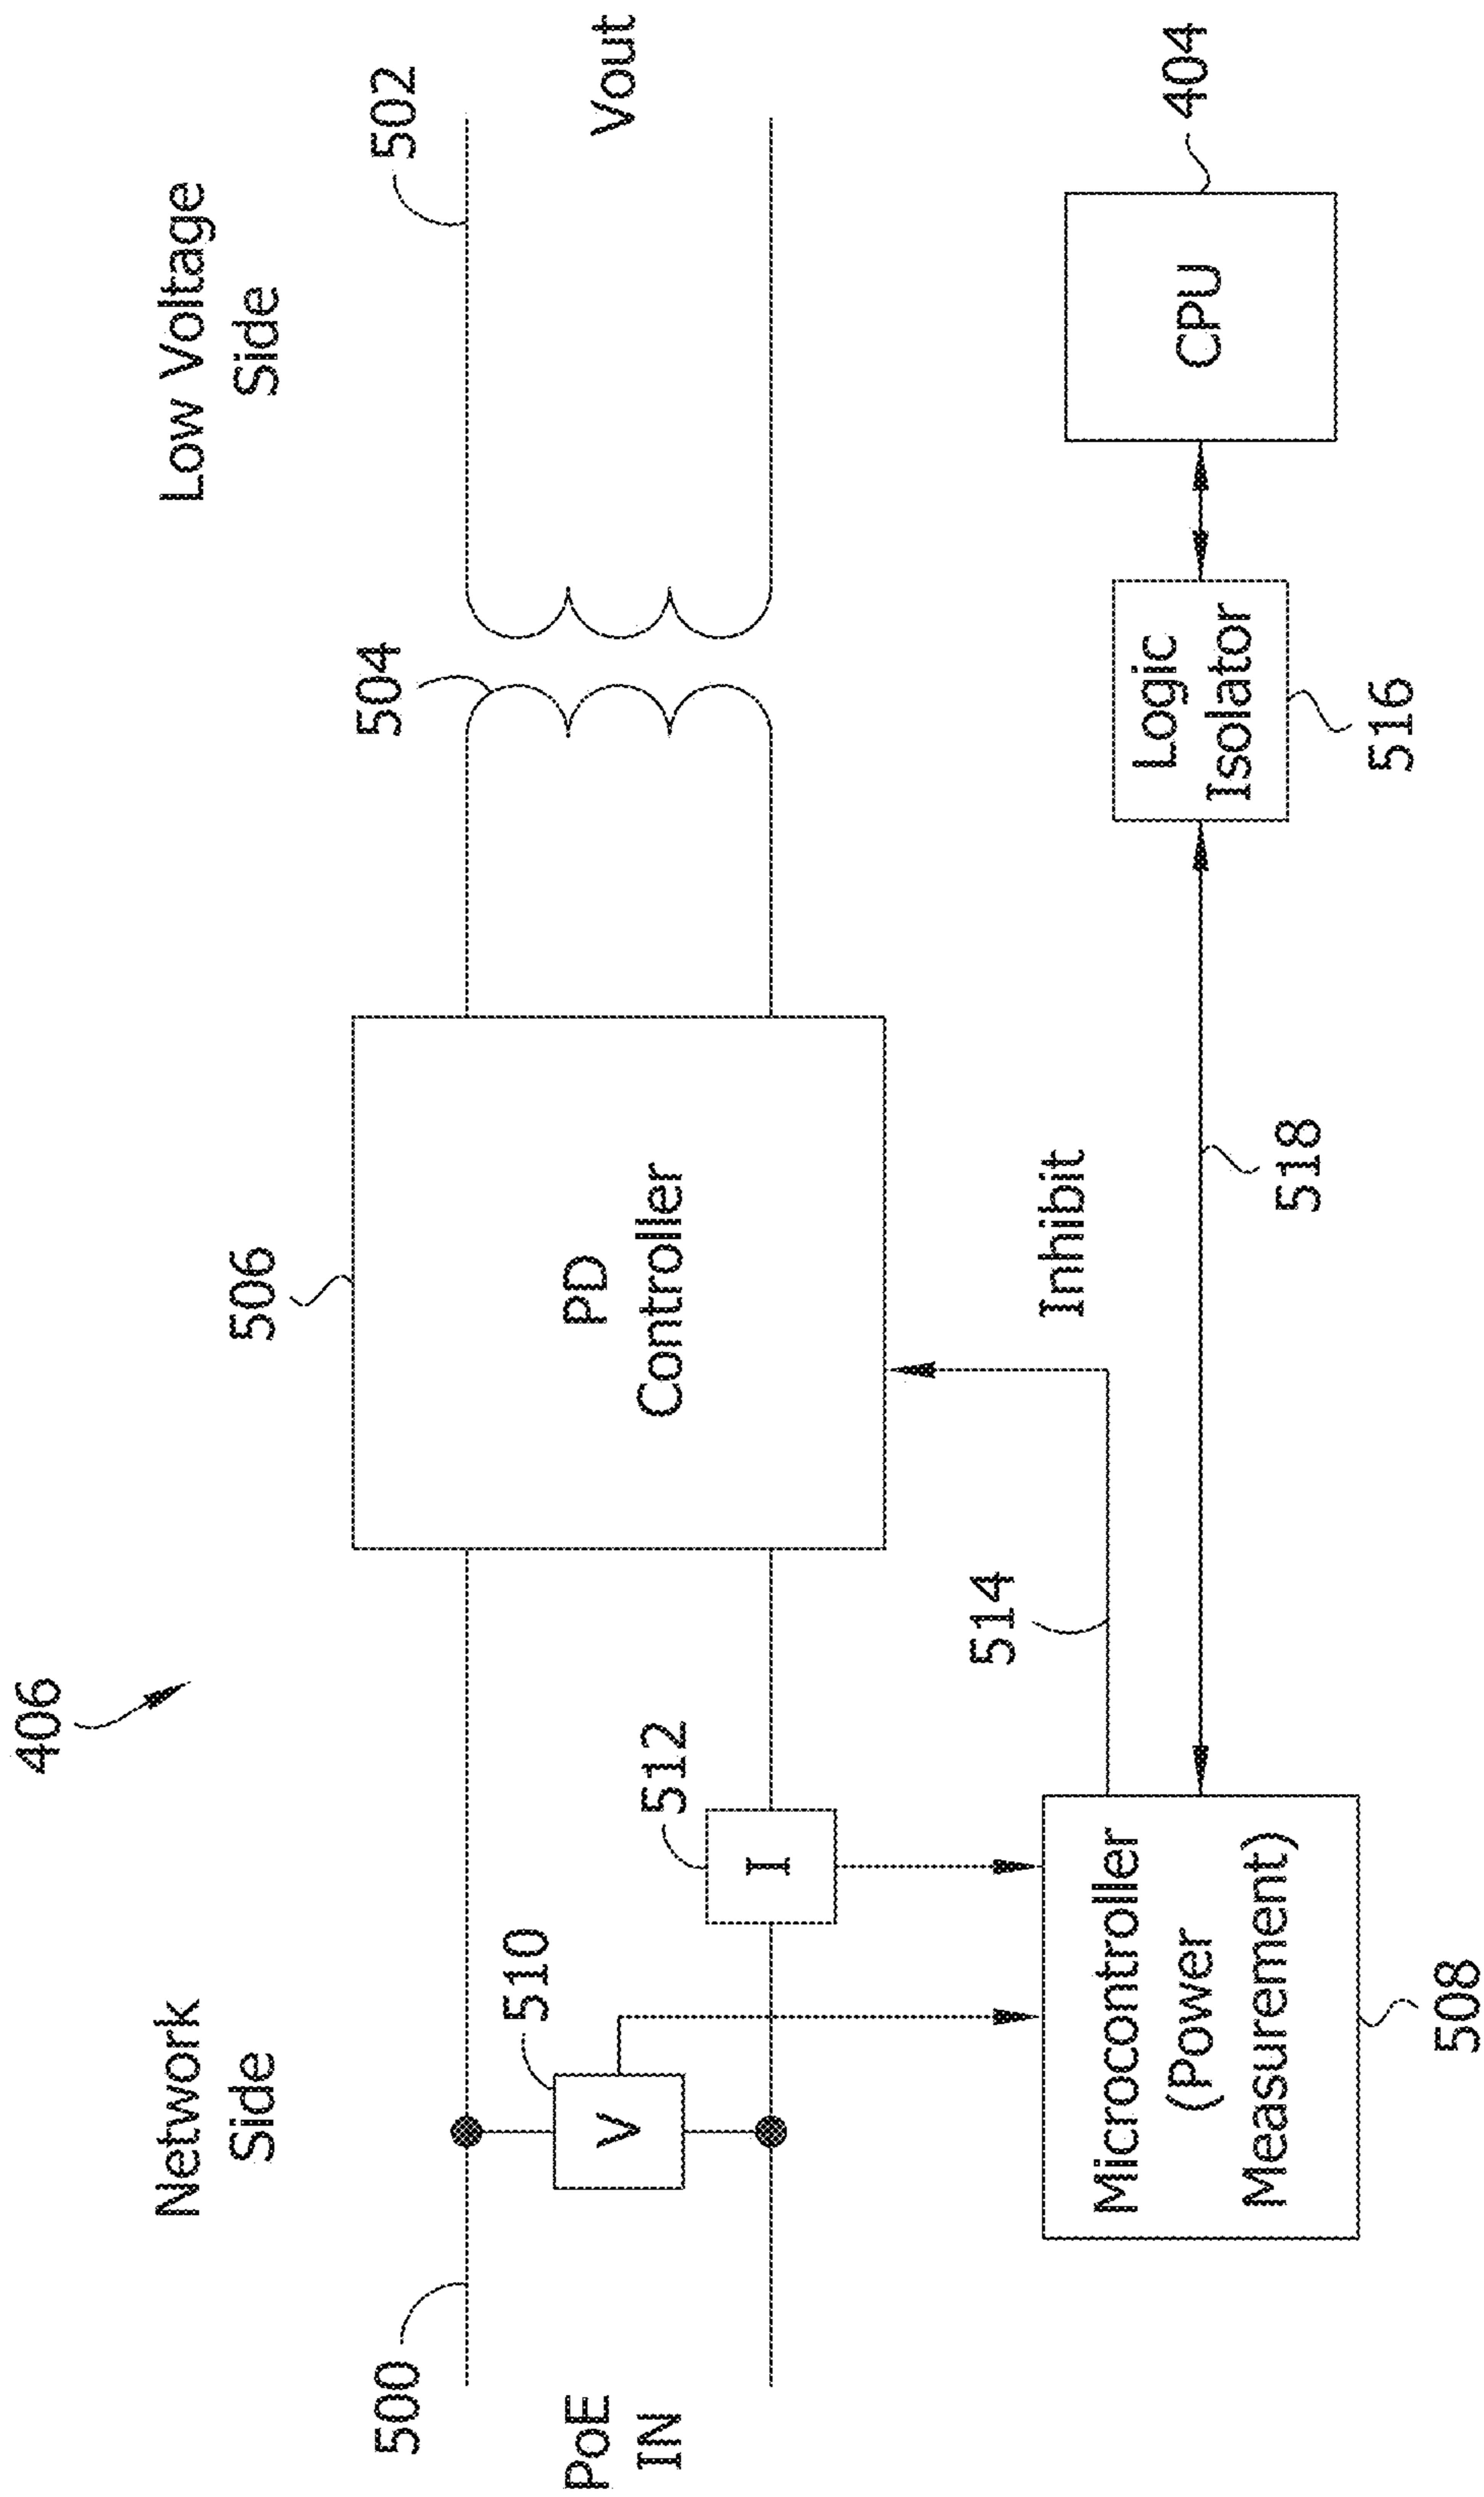 406
Network
Side
Low Voltage
Side
500
510
512
506
504
502
PoE
IN
V
I
PD
Controller
Vout
514
Inhibit
Microcontroller
(Power
Measurement)
508
518
Logic
Isolator
516
CPU
404